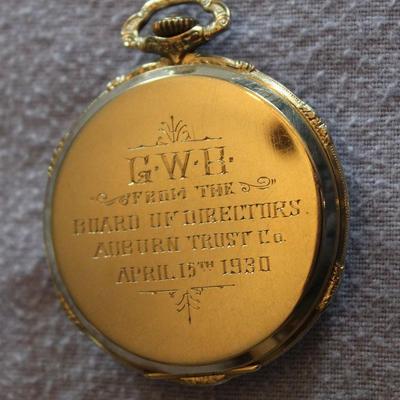 G·W·H·
FROM THE
BOARD OF DIRECTORS
AUBURN TRUST Co.
APRIL 15TH 1930